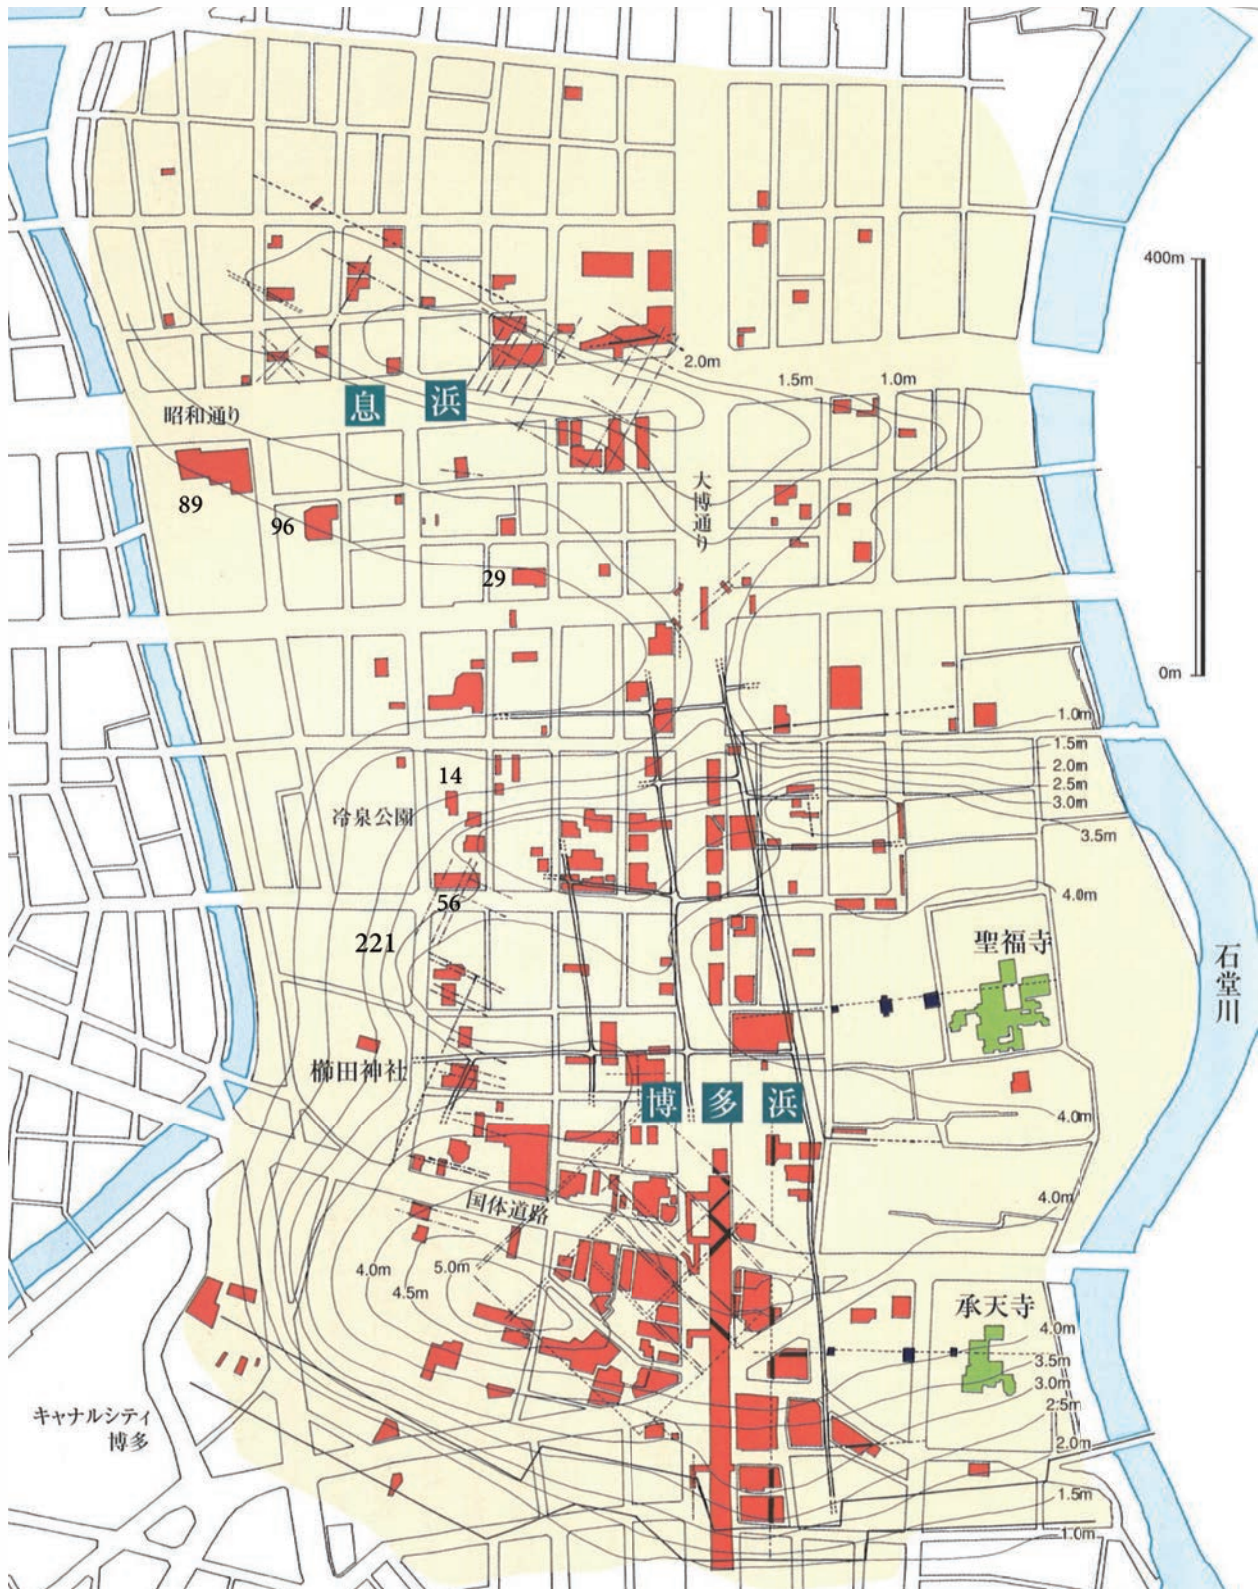 400m
2.0m
1.5m
1.0m
息 浜
昭和通り
大博通り
89
96
29
0m
1.0m
1.5m
2.0m
2.5m
3.0m
3.5m
14
冷泉公園
4.0m
56
221
聖福寺
石堂川
櫛田神社
博 多 浜
4.0m
4.0m
国体道路
4.0m
5.0m
4.5m
承天寺
4.0m
3.5m
3.0m
2.5m
2.0m
キャナルシティ
博多
1.5m
1.0m